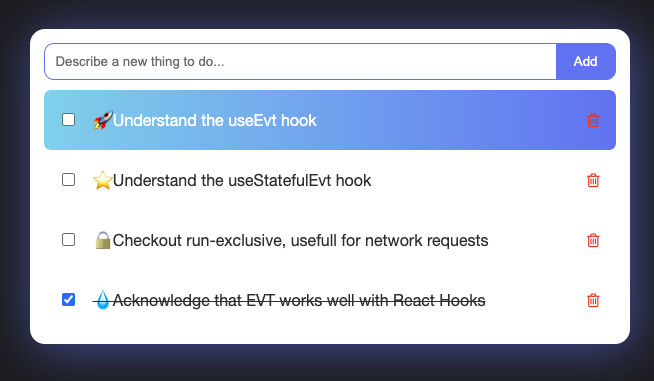 Describe a new thing to do...
Add
🚀Understand the useEvt hook
⭐Understand the useStatefulEvt hook
🔒Checkout run-exclusive, usefull for network requests
💧Acknowledge that EVT works well with React Hooks